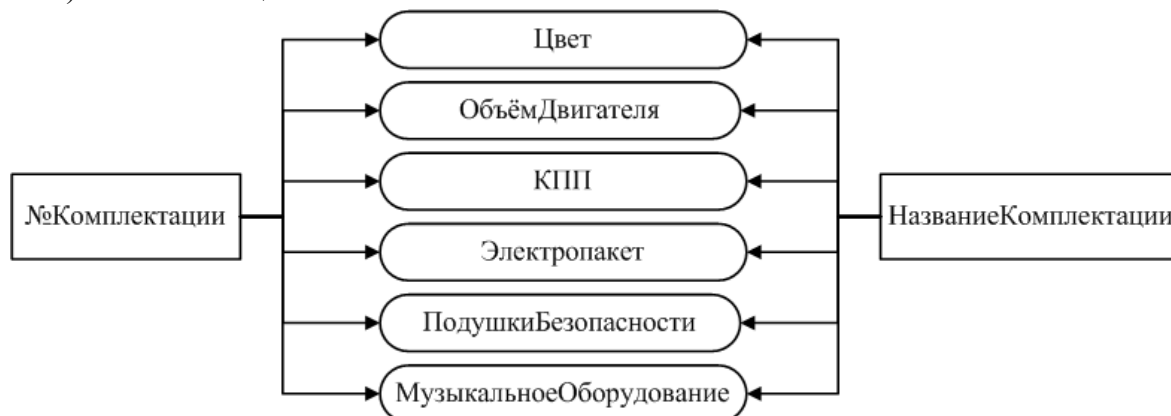 Цвет
ОбъёмДвигателя
КПП
№Комплектации
НазваниеКомплектации
Электропакет
ПодушкиБезопасности
МузыкальноеОборудование